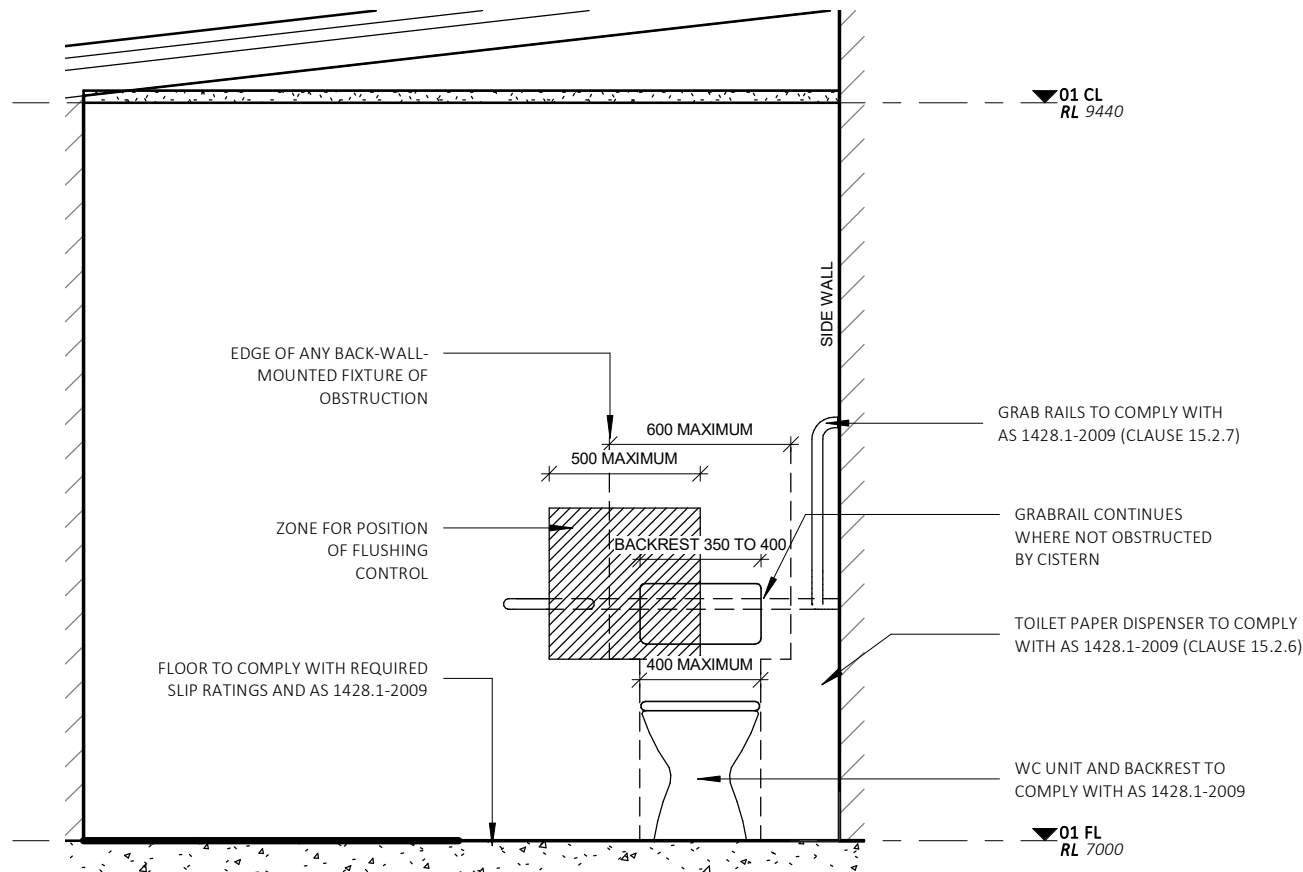 01 CL
RL 9440
SIDE WALL
EDGE OF ANY BACK-WALL-
MOUNTED FIXTURE OF
OBSTRUCTION
600 MAXIMUM
500 MAXIMUM
GRAB RAILS TO COMPLY WITH
AS 1428.1-2009 (CLAUSE 15.2.7)
ZONE FOR POSITION
OF FLUSHING
CONTROL
BACKREST 350 TO 400
GRABRAIL CONTINUES
WHERE NOT OBSTRUCTED
BY CISTERN
TOILET PAPER DISPENSER TO COMPLY
WITH AS 1428.1-2009 (CLAUSE 15.2.6)
FLOOR TO COMPLY WITH REQUIRED
SLIP RATINGS AND AS 1428.1-2009
400 MAXIMUM
WC UNIT AND BACKREST TO
COMPLY WITH AS 1428.1-2009
01 FL
RL 7000